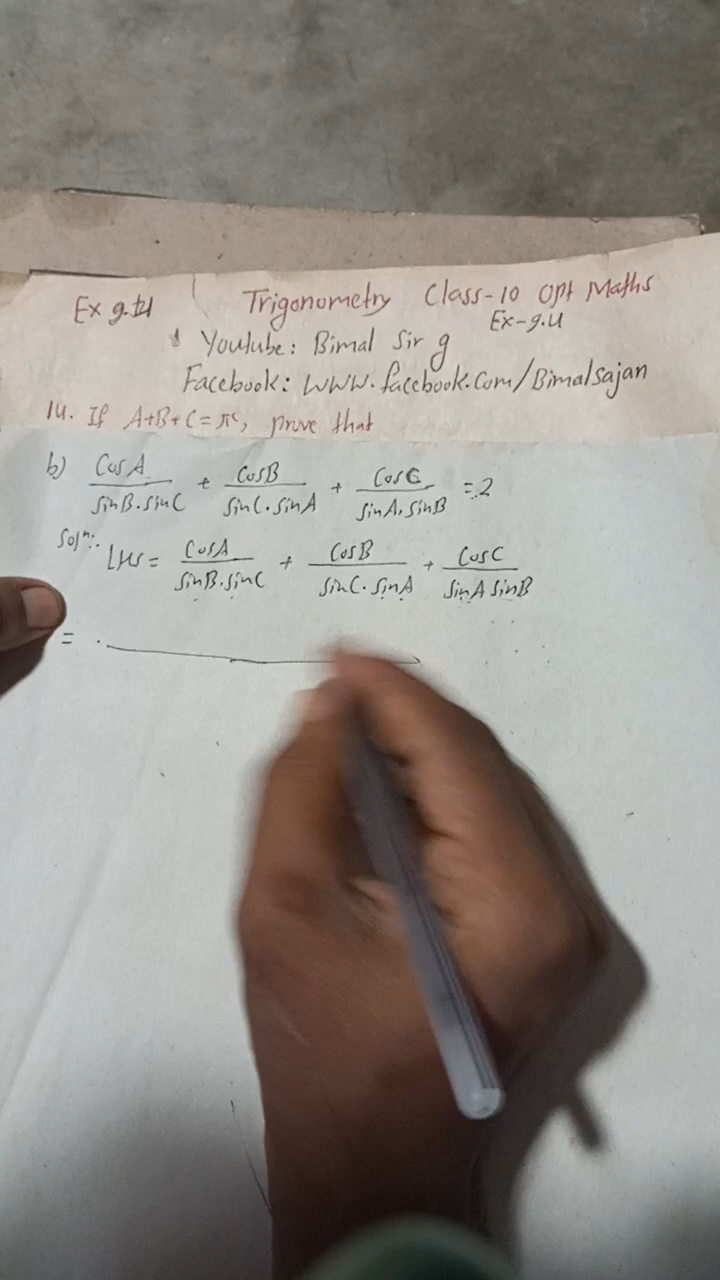 Ex 9.4 Trigonometry Class-10 Opt Maths
Ex-9.4
Youtube: Bimal Sir g
Facebook: WWW.facebook.Com/Bimalsajan
14. If A+B+C=πᶜ, prove that
b) CosA/SinB.SinC + CosB/SinC.SinA + CosC/SinA.SinB = 2
Solⁿ:. LHS = CosA/SinB.SinC + CosB/SinC.SinA + CosC/SinA SinB
=